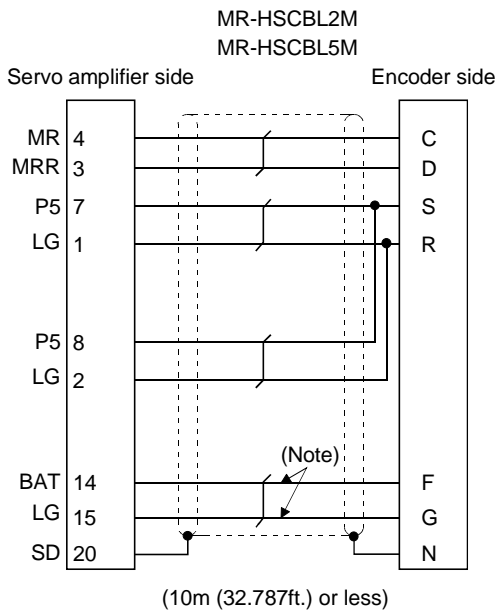 MR-HSCBL2M
MR-HSCBL5M
Servo amplifier side Encoder side
MR 4 C
MRR 3 D
P5 7 S
LG 1 R
P5 8
LG 2
(Note)
BAT 14 F
LG 15 G
SD 20 N
(10m (32.787ft.) or less)